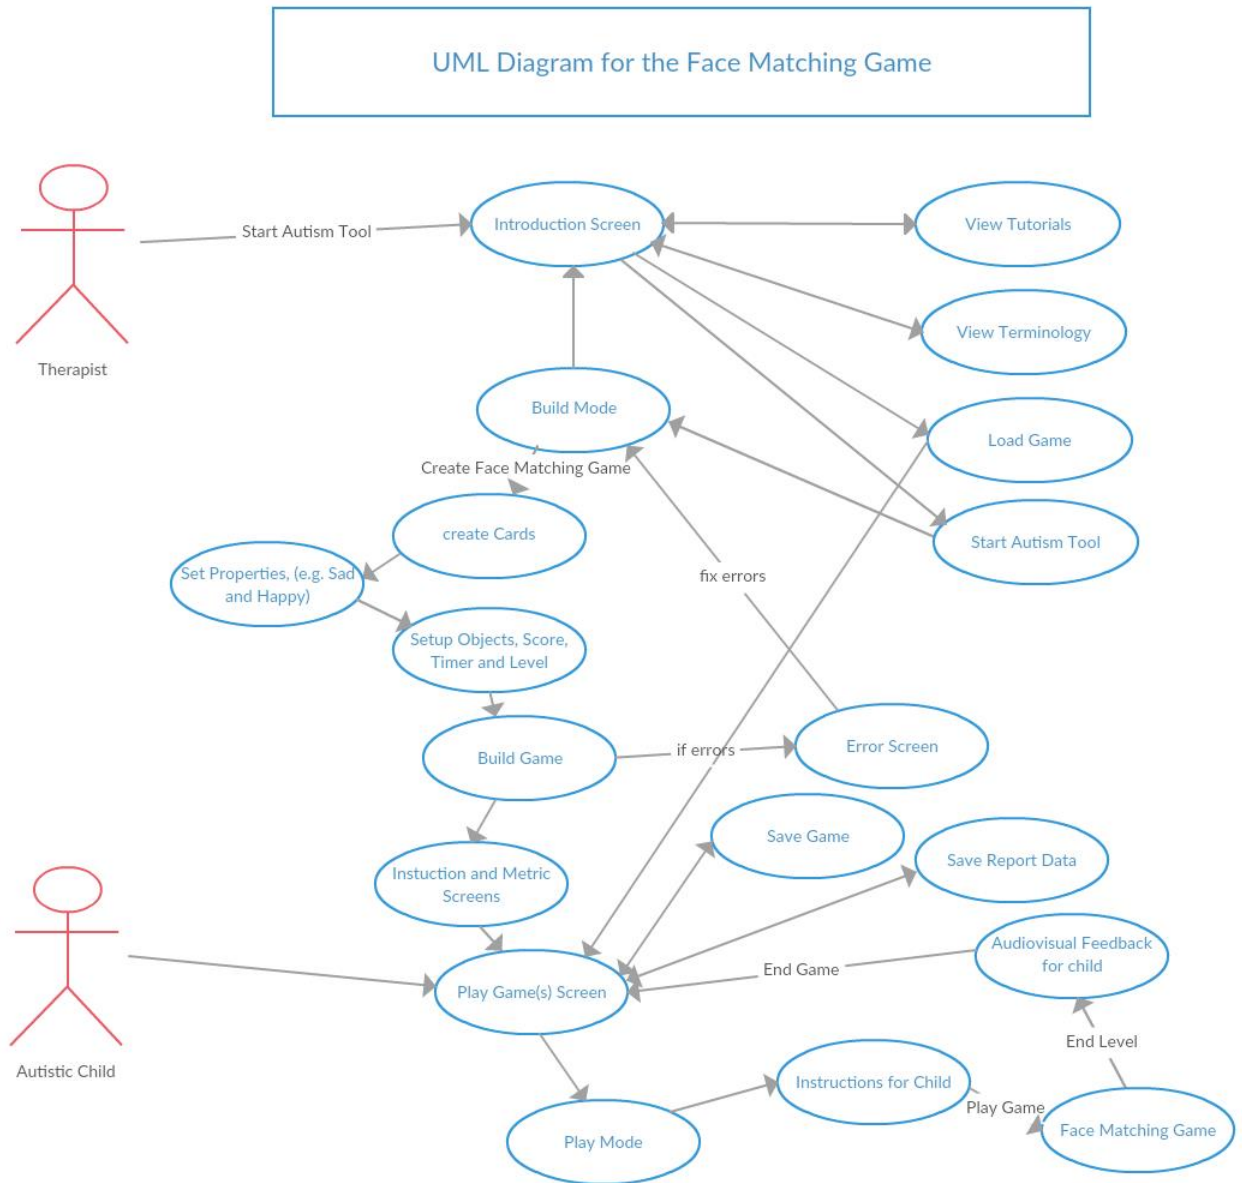 UML Diagram for the Face Matching Game
Start Autism Tool
Introduction Screen
View Tutorials
View Terminology
Therapist
Build Mode
Load Game
Create Face Matching Game
create Cards
Start Autism Tool
Set Properties, (e.g. Sad
and Happy)
fix errors
Setup Objects, Score,
Timer and Level
Build Game
if errors
Error Screen
Save Game
Save Report Data
Instuction and Metric
Screens
Audiovisual Feedback
for child
End Game
Play Game(s) Screen
End Level
Autistic Child
Instructions for Child
Play Game
Face Matching Game
Play Mode